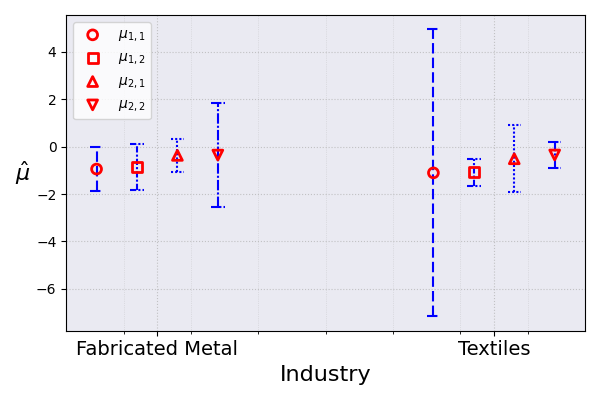 μ1,1
μ1,2
μ2,1
μ2,2
4
2
0
−2
−4
−6
μ̂
Fabricated Metal
Textiles
Industry